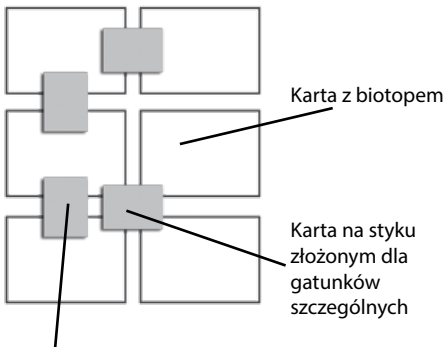 Karta z biotopem
Karta na styku
złożonym dla
gatunków
szczególnych